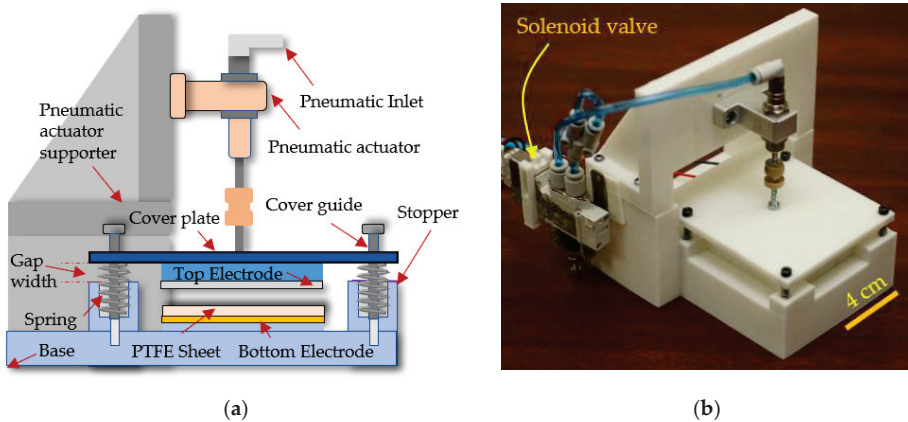 Pneumatic Inlet
Pneumatic
actuator
supporter
Pneumatic actuator
Cover plate
Cover guide
Stopper
Gap
width
Top Electrode
Spring
Base
PTFE Sheet
Bottom Electrode
(a)
Solenoid valve
4 cm
(b)